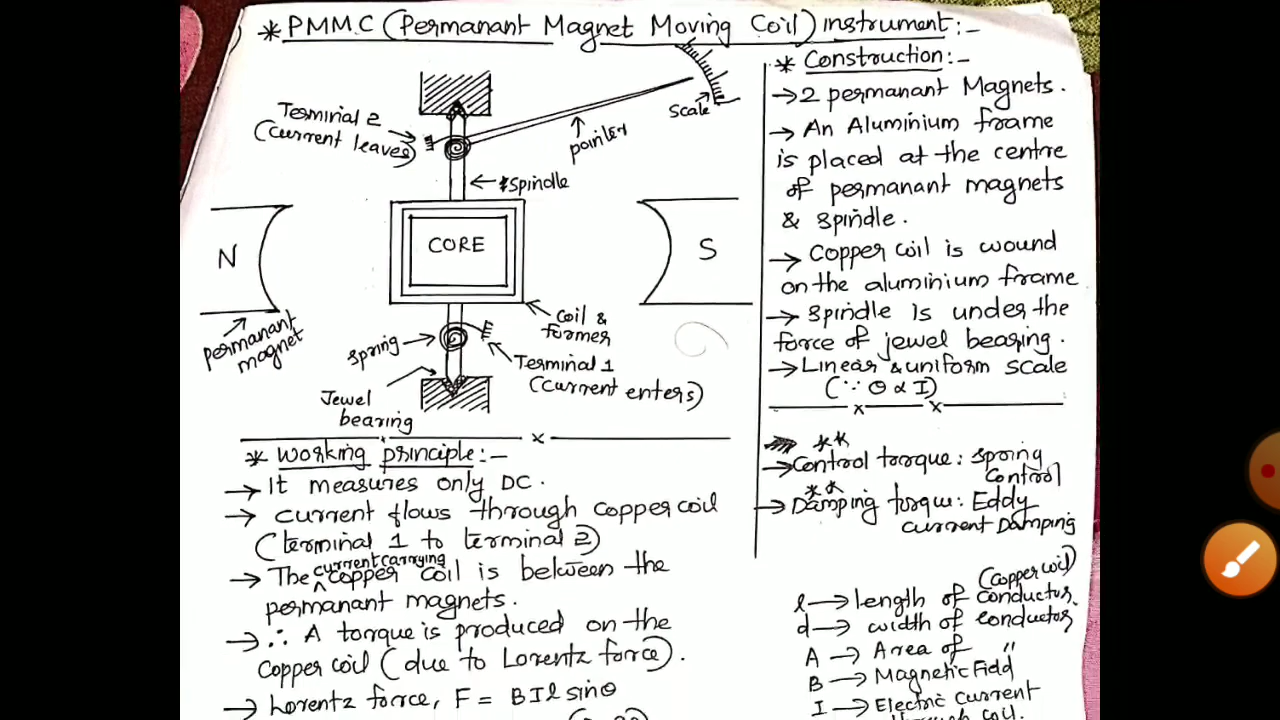 * PMMC (Permanant Magnet Moving Coil) instrument:-
Terminal 2
(current leaves)
pointer
Scale
Spindle
N
CORE
S
permanant
magnet
Coil &
former
spring
Terminal 1
(current enters)
Jewel
bearing
* Working principle:-
→ It measures only DC.
→ Current flows through copper coil
(terminal 1 to terminal 2)
→ The current carrying copper coil is between the
permanant magnets.
→ ∴ A torque is produced on the
copper coil (due to Lorentz force).
→ Lorentz force, F = BIl sinθ
* Construction:-
→ 2 permanant Magnets.
→ An Aluminium frame
is placed at the centre
of permanant magnets
& spindle.
→ Copper coil is wound
on the aluminium frame
→ Spindle is under the
force of jewel bearing.
→ Linear & uniform scale
(∵ θ ∝ I)
**
→ Control torque: spring
control
**
→ Damping torque: Eddy
current Damping
l → length of conductor (copper coil)
d → width of conductor
A → Area of "
B → Magnetic Field
I → Electric current
through coil.